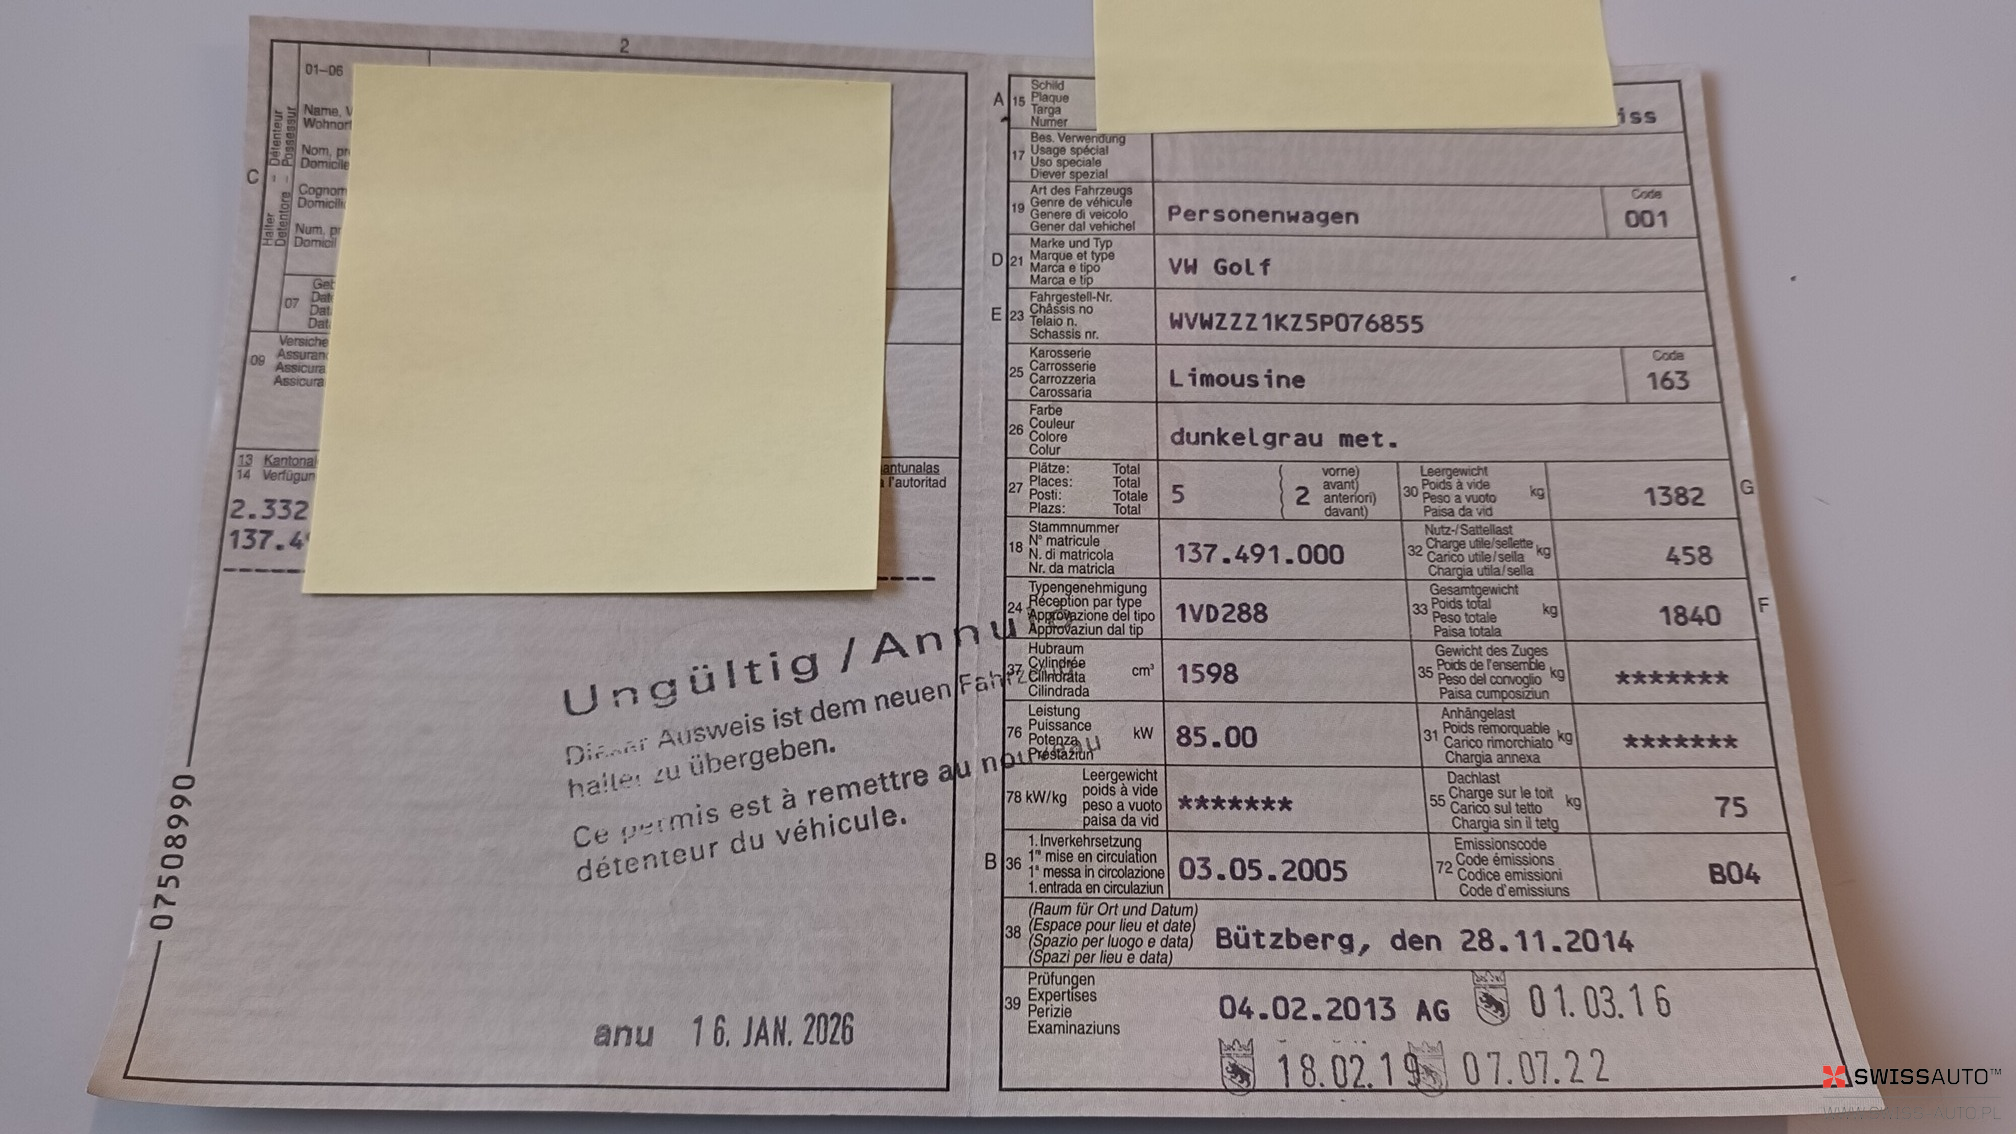 2
01-06
C
Halter – Détenteur
Detentore – Possessur
Name, V
Wohnort
Nom, pr
Domicile
Cognom
Domicili
Num, pr
Domicil
07
Dat
Dat
Dat
09
Versiche
Assuran
Assicura
Assicura
13 Kantonal
14 Verfügun
antunalas
l'autoritad
2.332
137.49
07508990
Ungültig / Annu
Dieser Ausweis ist dem neuen Fahrze
halter zu übergeben.
Ce permis est à remettre au nouveau
détenteur du véhicule.
anu 16. JAN. 2026
A 15 Schild
Plaque
Targa
Numer
iss
17 Bes. Verwendung
Usage spécial
Uso speciale
Diever spezial
19 Art des Fahrzeugs
Genre de véhicule
Genere di veicolo
Gener dal vehichel
Personenwagen
Code
001
D 21 Marke und Typ
Marque et type
Marca e tipo
Marca e tip
VW Golf
E 23 Fahrgestell-Nr.
Châssis no
Telaio n.
Schassis nr.
WVWZZZ1KZ5P076855
25 Karosserie
Carrosserie
Carrozzeria
Carossaria
Limousine
Code
163
26 Farbe
Couleur
Colore
Colur
dunkelgrau met.
27 Plätze: Total
Places: Total
Posti: Totale
Plazs: Total
5
( 2 vorne)
avant)
anteriori)
davant)
30 Leergewicht
Poids à vide
Peso a vuoto
Paisa da vid
kg
1382
G
18 Stammnummer
N° matricule
N. di matricola
Nr. da matricla
137.491.000
32 Nutz-/Sattellast
Charge utile/sellette
Carico utile/sella
Chargia utila/sella
kg
458
24 Typengenehmigung
Réception par type
Approvazione del tipo
Approvaziun dal tip
1VD288
33 Gesamtgewicht
Poids total
Peso totale
Paisa totala
kg
1840
F
37 Hubraum
Cylindrée
Cilindrata
Cilindrada
cm³
1598
35 Gewicht des Zuges
Poids de l'ensemble
Peso del convoglio
Paisa cumposiziun
kg
*******
76 Leistung
Puissance
Potenza
Prestaziun
kW
85.00
31 Anhängelast
Poids remorquable
Carico rimorchiato
Chargia annexa
kg
*******
78 kW/kg Leergewicht
poids à vide
peso a vuoto
paisa da vid
*******
55 Dachlast
Charge sur le toit
Carico sul tetto
Chargia sin il tetg
kg
75
B 36 1. Inverkehrsetzung
1re mise en circulation
1a messa in circolazione
1. entrada en circulaziun
03.05.2005
72 Emissionscode
Code émissions
Codice emissioni
Code d'emissiuns
B04
38 (Raum für Ort und Datum)
(Espace pour lieu et date)
(Spazio per luogo e data)
(Spazi per lieu e data)
Bützberg, den 28.11.2014
39 Prüfungen
Expertises
Perizie
Examinaziuns
04.02.2013 AG 01.03.16
18.02.19 07.07.22
SWISSAUTO™
WWW.SWISS-AUTO.PL